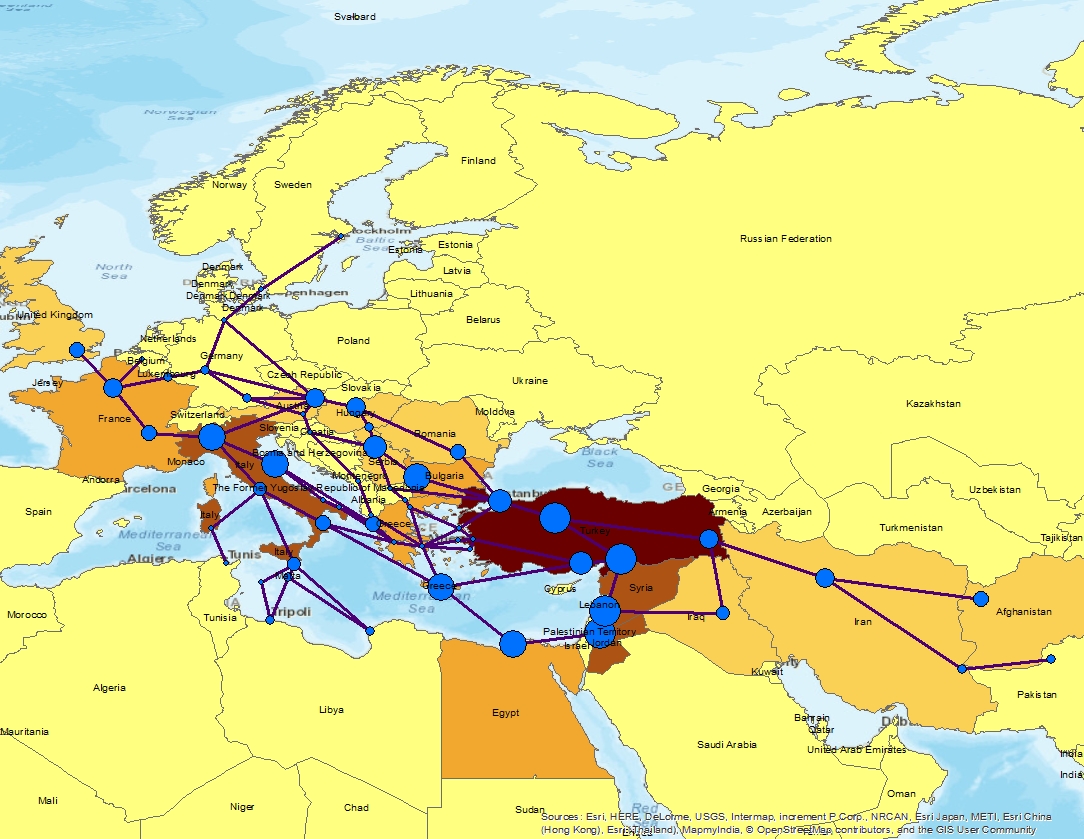 Svalbard
Norwegian
Sea
Finland
Norway
Sweden
Russian Federation
Baltic
Sea
Estonia
Estonia
North
Sea
Denmark
Denmark
Denmark
Denmark
Denmark
Latvia
Lithuania
United Kingdom
Belarus
Netherlands
Poland
Belgium
Germany
Luxembourg
Czech Republic
Jersey
Ukraine
Slovakia
Kazakhstan
France
Switzerland
Austria
Hungary
Moldova
Slovenia
Croatia
Romania
Bosnia and Herzegovina
Monaco
Italy
Serbia
Black
Sea
Andorra
Montenegro
Bulgaria
The Former Yugoslav Republic of Macedonia
Georgia
Uzbekistan
Albania
Armenia
Azerbaijan
Spain
Italy
Greece
Turkey
Turkmenistan
Mediterranean
Sea
Tajikistan
Algiers
Tunis
Italy
Malta
Greece
Cyprus
Syria
Mediterranean
Sea
Lebanon
Morocco
Tunisia
Tripoli
Iraq
Iran
Afghanistan
Palestinian Territory
Israel
Jordan
Kuwait
Algeria
Libya
Egypt
Pakistan
Bahrain
Qatar
Mauritania
Saudi Arabia
United Arab Emirates
India
India
Mali
Niger
Chad
Sudan
Oman
Red
Sea
Sources: Esri, HERE, DeLorme, USGS, Intermap, increment P Corp., NRCAN, Esri Japan, METI, Esri China
(Hong Kong), Esri (Thailand), MapmyIndia, © OpenStreetMap contributors, and the GIS User Community